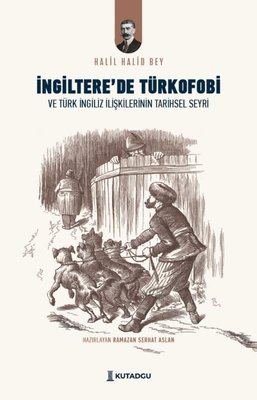 HALİL HALİD BEY
İNGİLTERE'DE TÜRKOFOBİ
VE TÜRK İNGİLİZ İLİŞKİLERİNİN TARİHSEL SEYRİ
HAZIRLAYAN RAMAZAN SERHAT ASLAN
KUTADGU